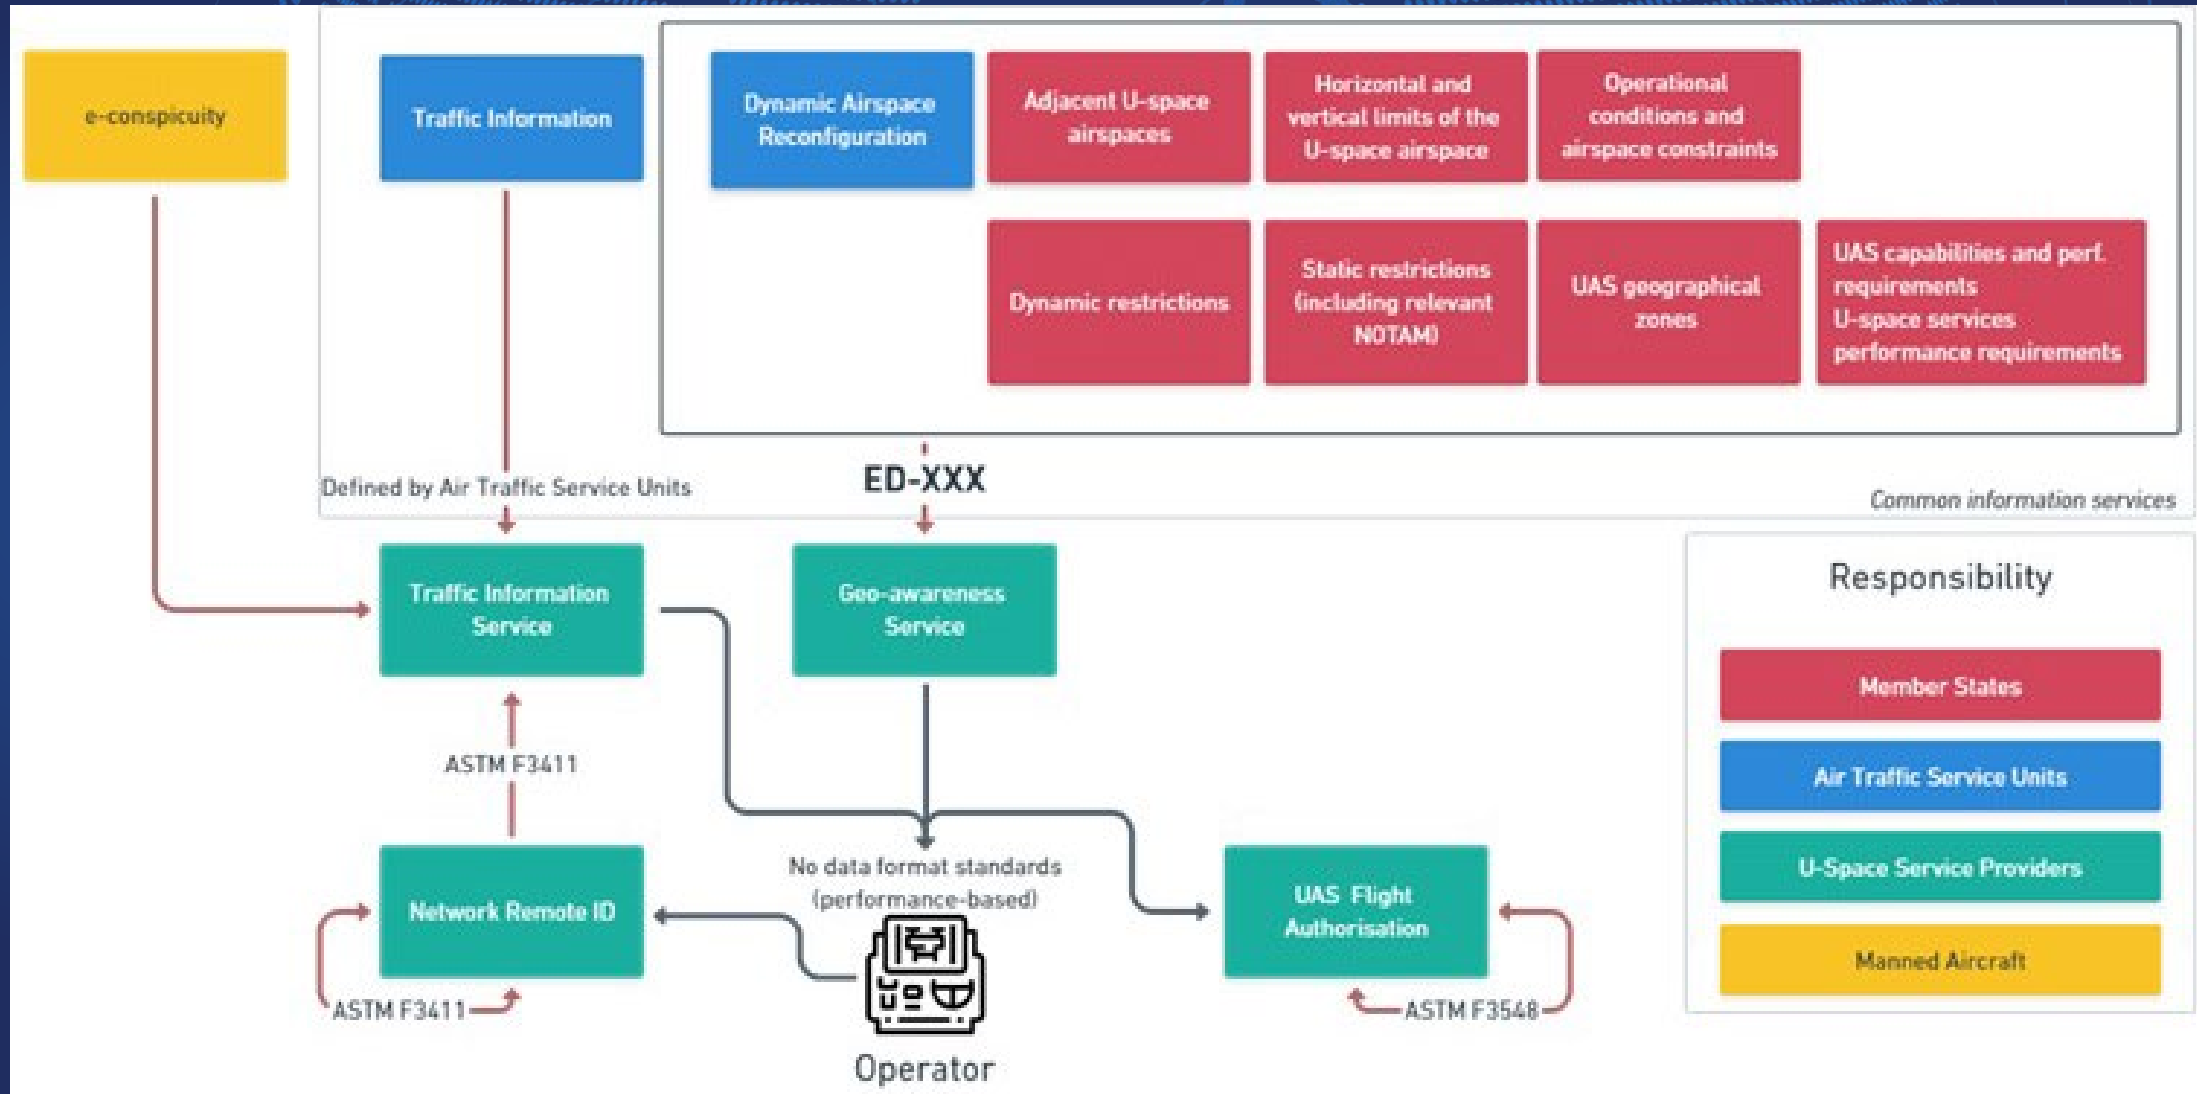 e-conspicuity
Traffic Information
Dynamic Airspace
Reconfiguration
Adjacent U-space
airspaces
Horizontal and
vertical limits of the
U-space airspace
Operational
conditions and
airspace constraints
Dynamic restrictions
Static restrictions
(including relevant
NOTAM)
UAS geographical
zones
UAS capabilities and perf.
requirements
U-space services
performance requirements
Defined by Air Traffic Service Units
ED-XXX
Common information services
Traffic Information
Service
Geo-awareness
Service
Responsibility
Member States
Air Traffic Service Units
U-Space Service Providers
Manned Aircraft
ASTM F3411
No data format standards
(performance-based)
Network Remote ID
UAS Flight
Authorisation
ASTM F3411
ASTM F3548
Operator